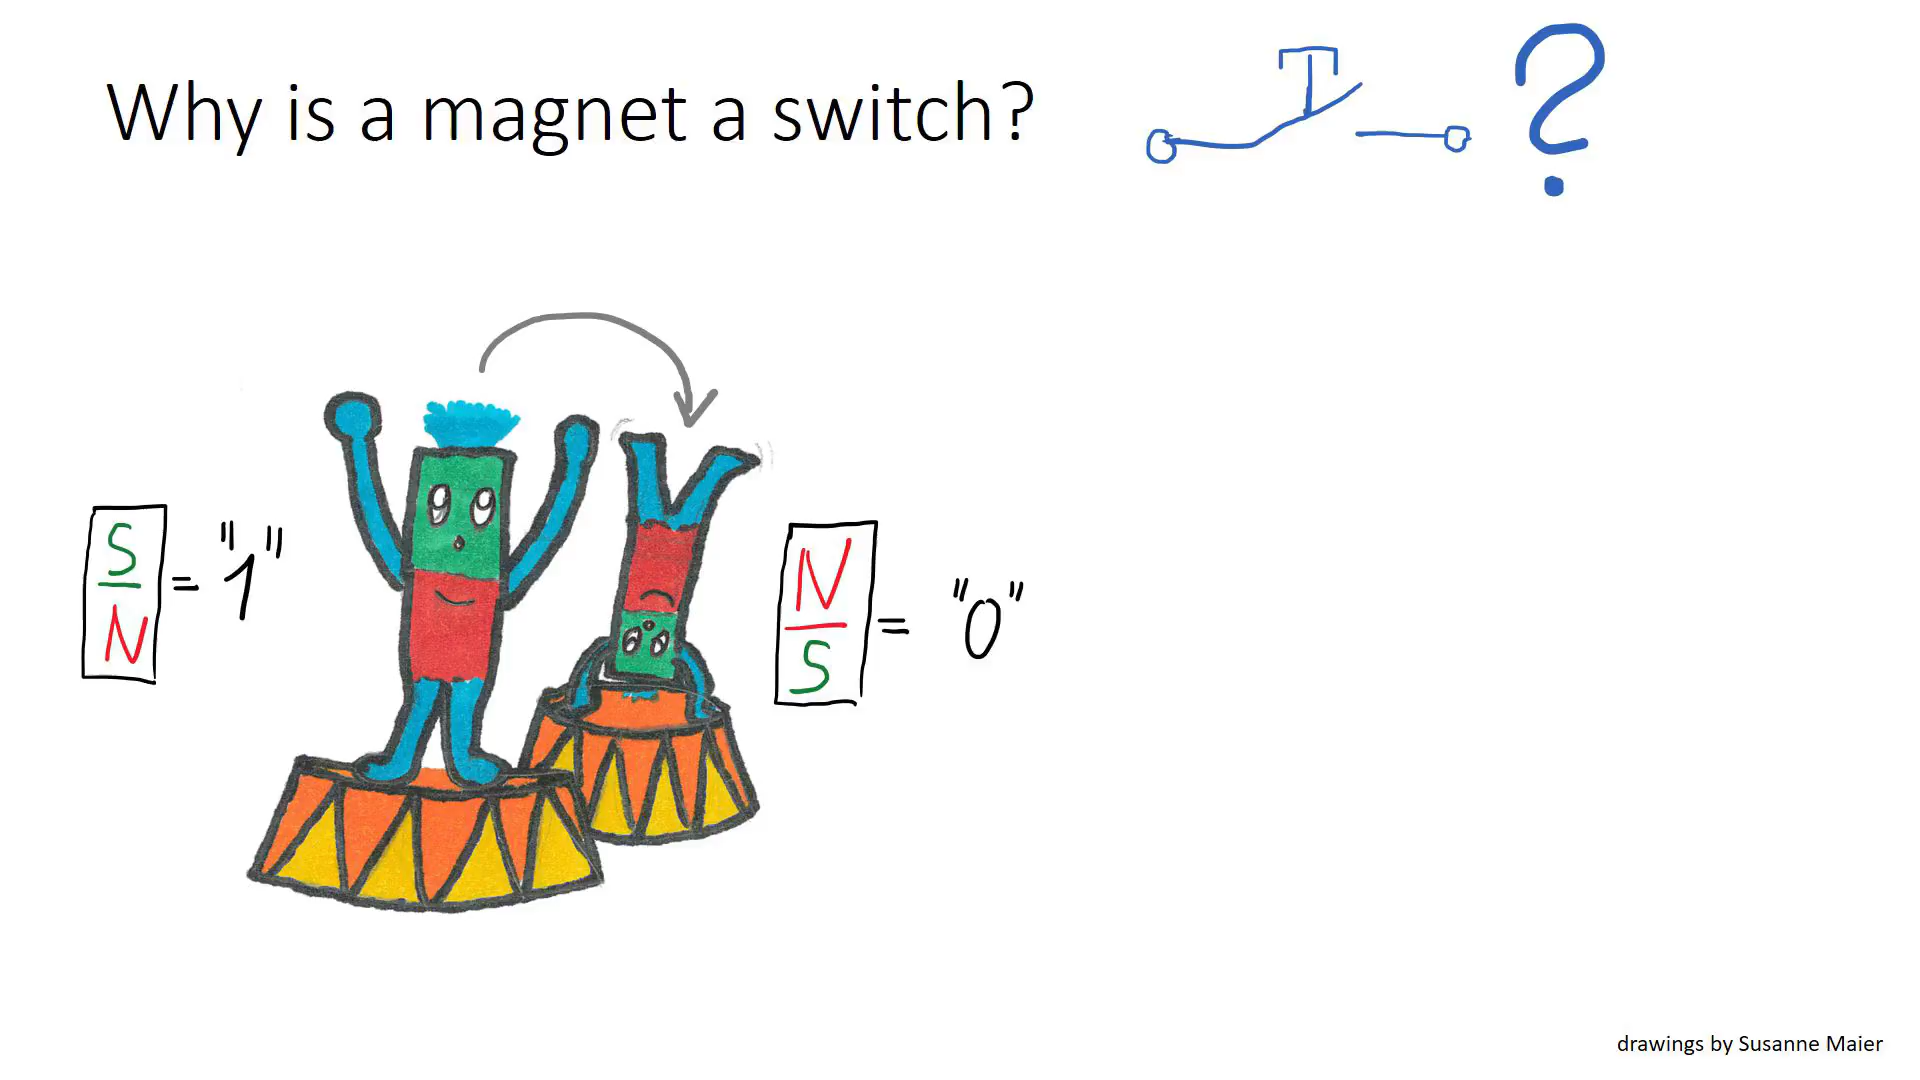 Why is a magnet a switch? ?
S
N
= "1"
N
S
= "0"
drawings by Susanne Maier